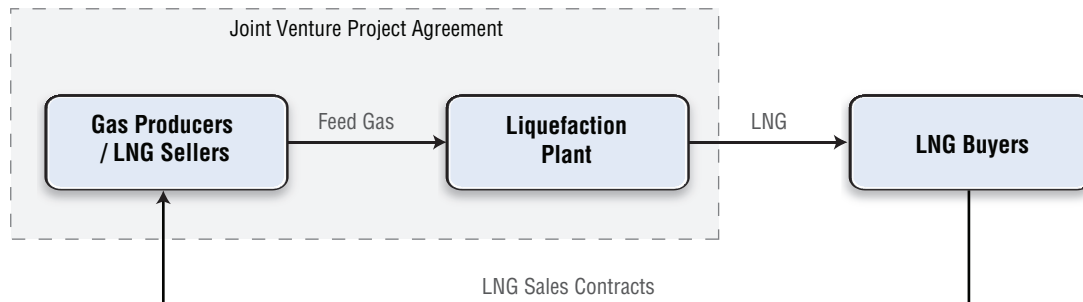 Joint Venture Project Agreement
Gas Producers
/ LNG Sellers
Feed Gas
Liquefaction
Plant
LNG
LNG Buyers
LNG Sales Contracts